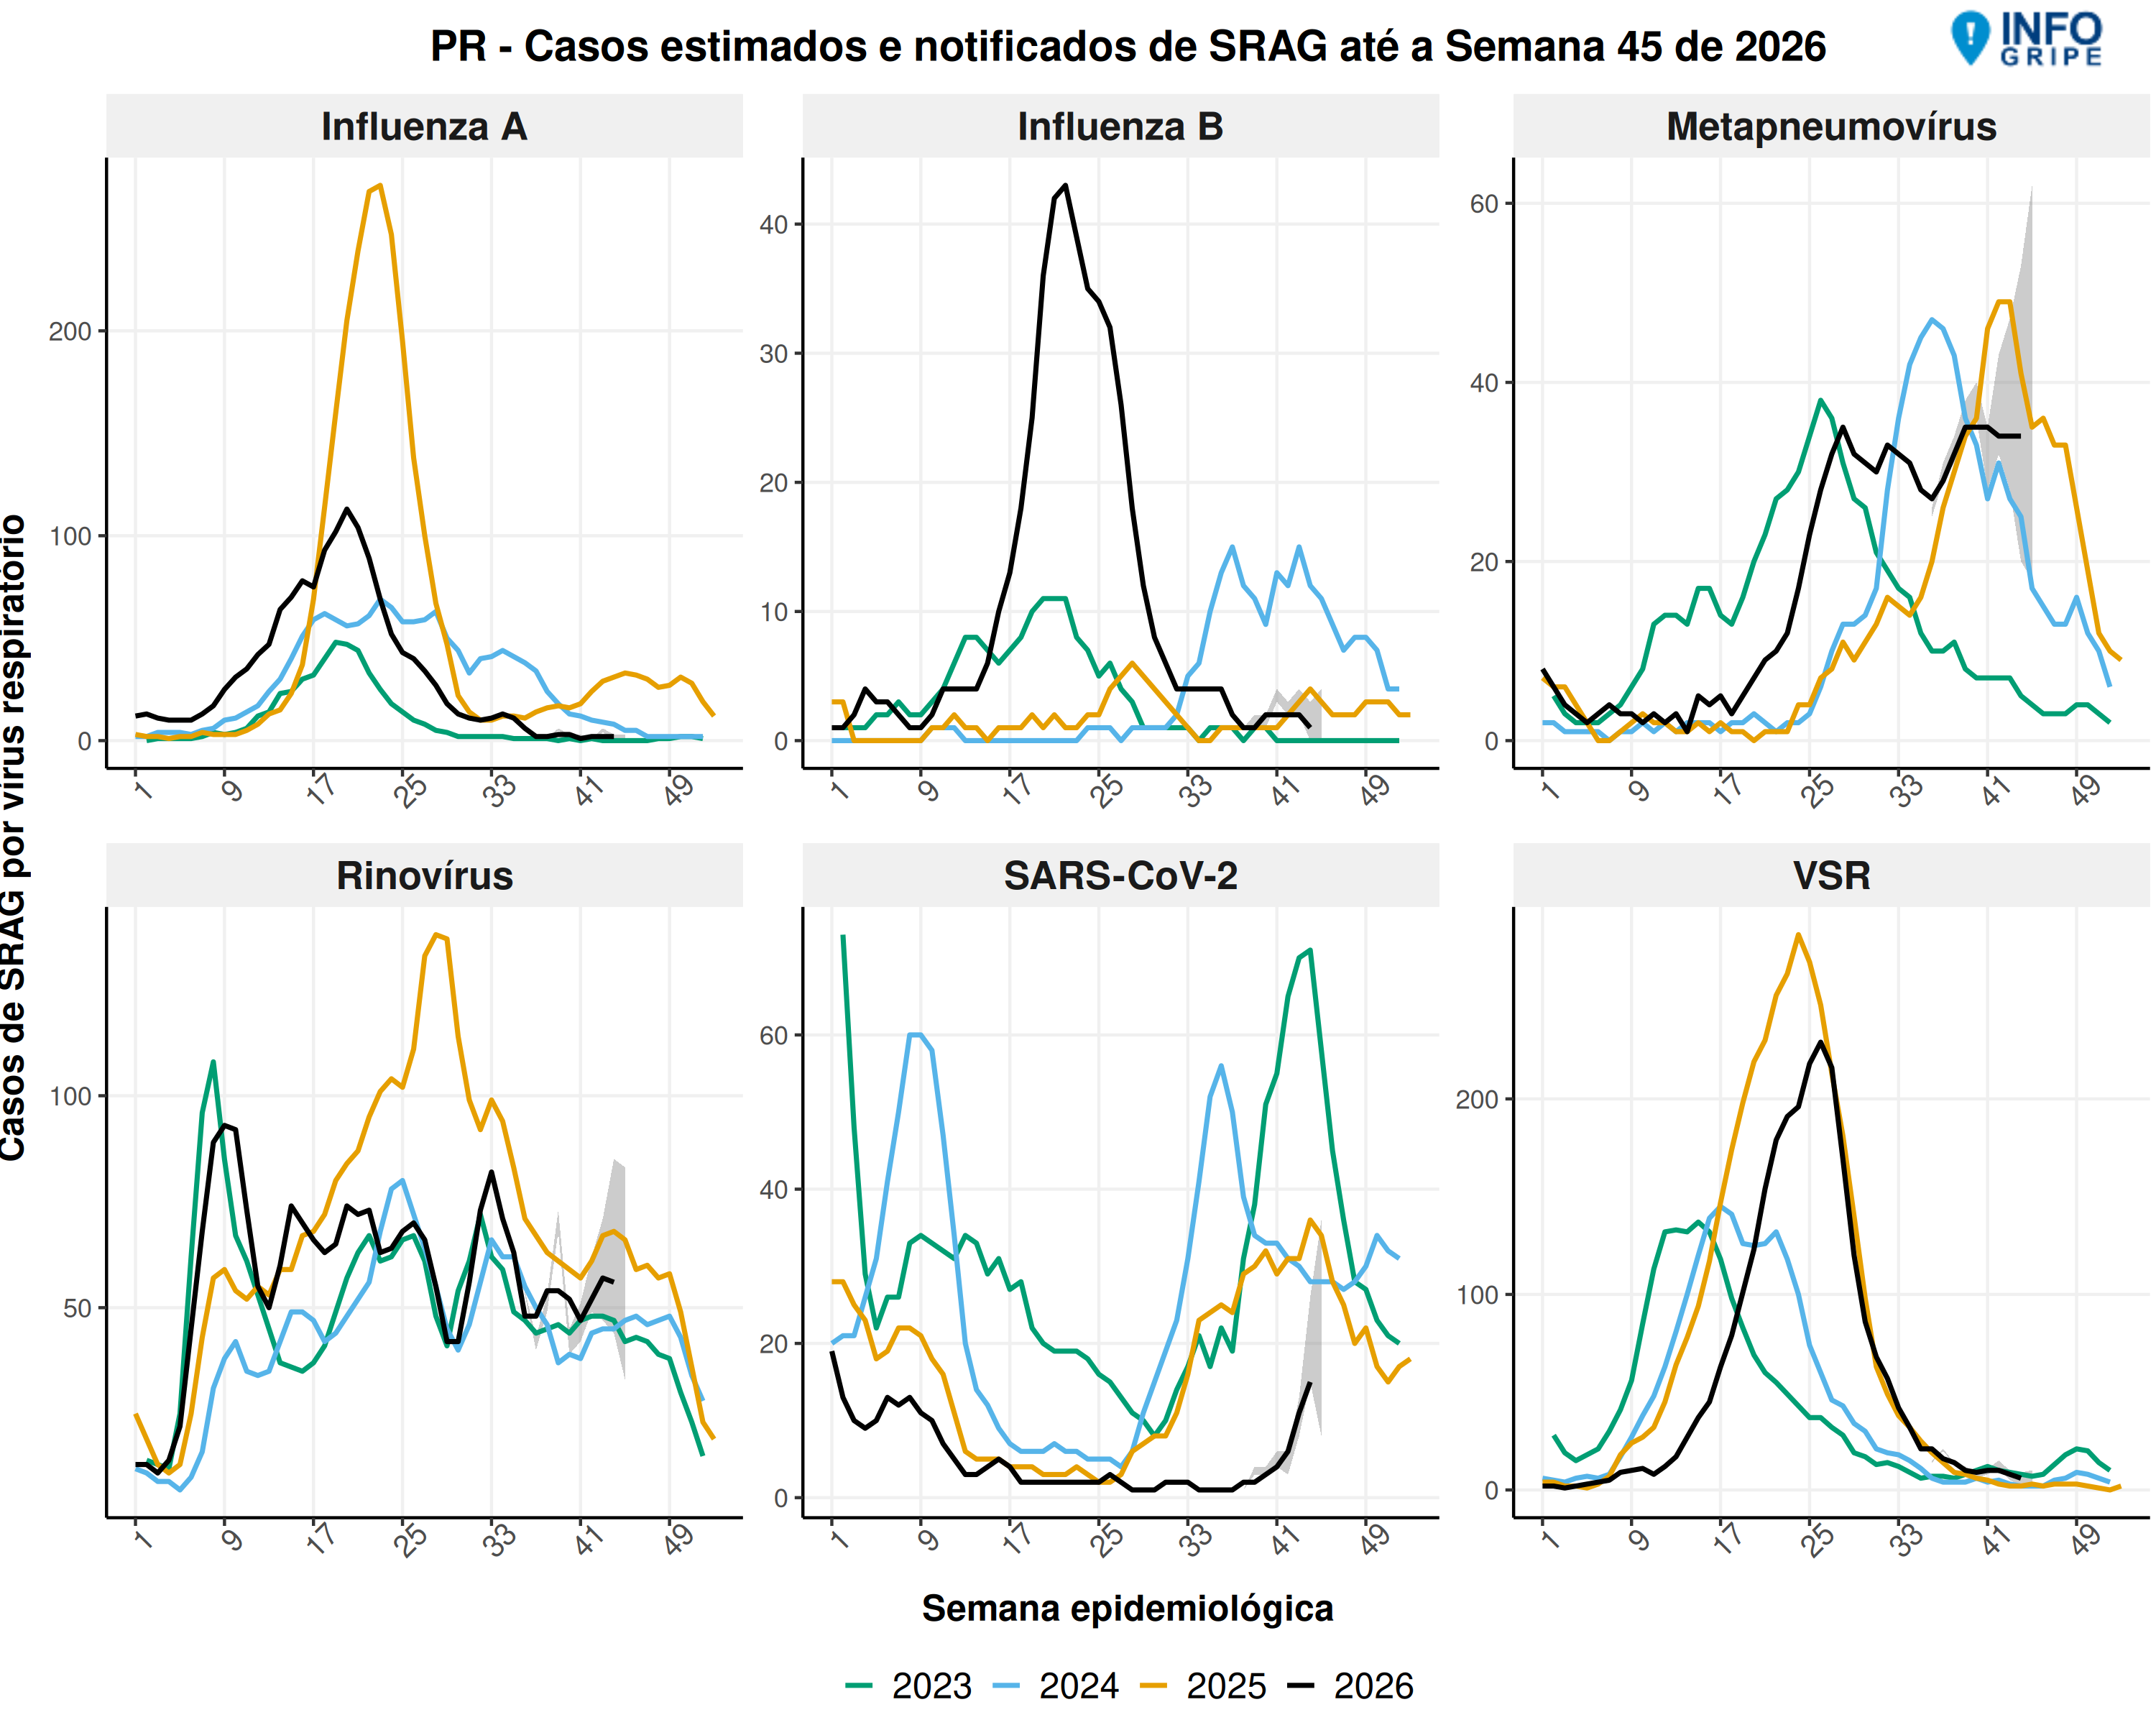 PR - Casos estimados e notificados de SRAG até a Semana 45 de 2026
INFO
GRIPE
Influenza A
Influenza B
Metapneumovírus
200
100
0
40
30
20
10
0
60
40
20
0
1 9 17 25 33 41 49
1 9 17 25 33 41 49
1 9 17 25 33 41 49
Rinovírus
SARS-CoV-2
VSR
100
50
60
40
20
0
200
100
0
1 9 17 25 33 41 49
1 9 17 25 33 41 49
1 9 17 25 33 41 49
Casos de SRAG por vírus respiratório
Semana epidemiológica
2023 2024 2025 2026